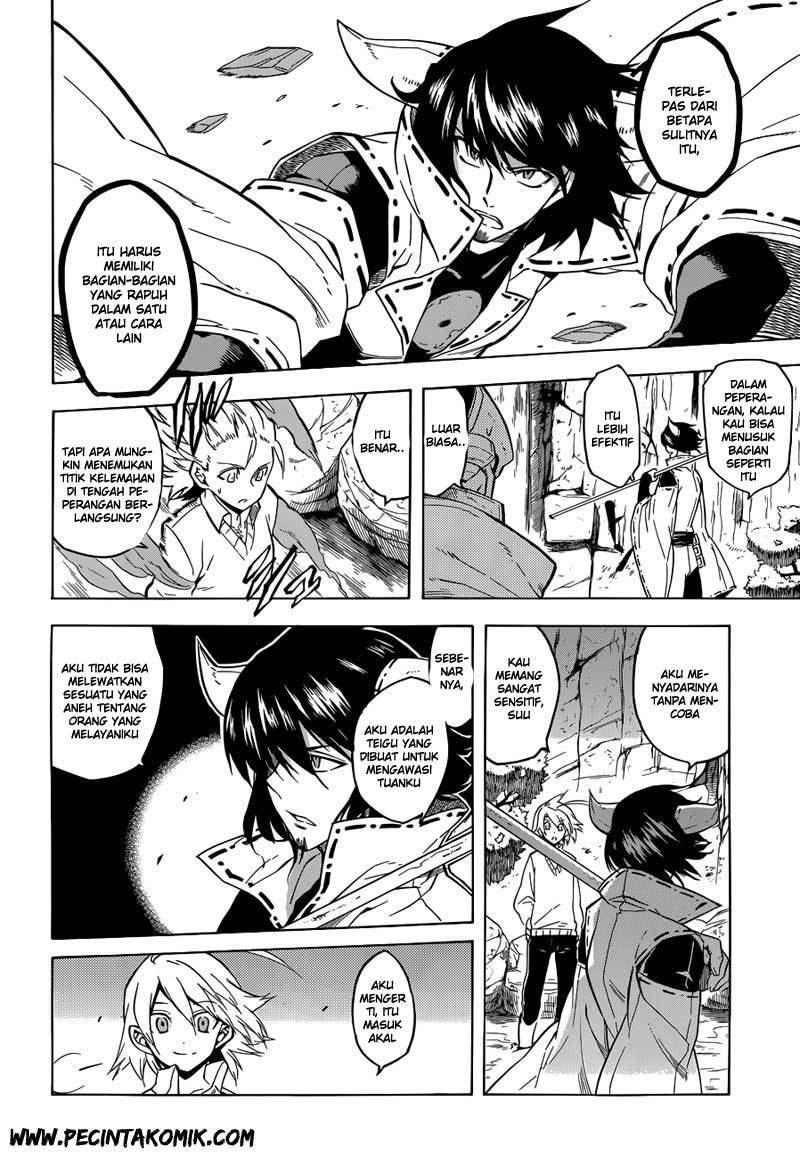 TERLE-
PAS DARI
BETAPA
SULITNYA
ITU,
ITU HARUS
MEMILIKI
BAGIAN-BAGIAN
YANG RAPUH
DALAM SATU
ATAU CARA
LAIN
DALAM
PEPERA-
NGAN, KALAU
KAU BISA
MENUSUK
BAGIAN
SEPERTI
ITU
ITU
LEBIH
EFEKTIF
LUAR
BIASA..
ITU
BENAR..
TAPI APA MUNG-
KIN MENEMUKAN
TITIK KELEMAHAN
DI TENGAH PE-
PERANGAN BER-
LANGSUNG?
AKU ME-
NYADARINYA
TANPA MEN-
COBA
KAU
MEMANG
SANGAT
SENSITIF,
SUU
SEBE-
NAR
NYA,
AKU ADALAH
TEIGU YANG
DIBUAT UNTUK
MENGAWASI
TUANKU
AKU TIDAK BISA
MELEWATKAN
SESUATU YANG
ANEH TENTANG
ORANG YANG
MELAYANIKU
AKU
MENGER
TI, ITU
MASUK
AKAL
WWW.PECINTAKOMIK.COM